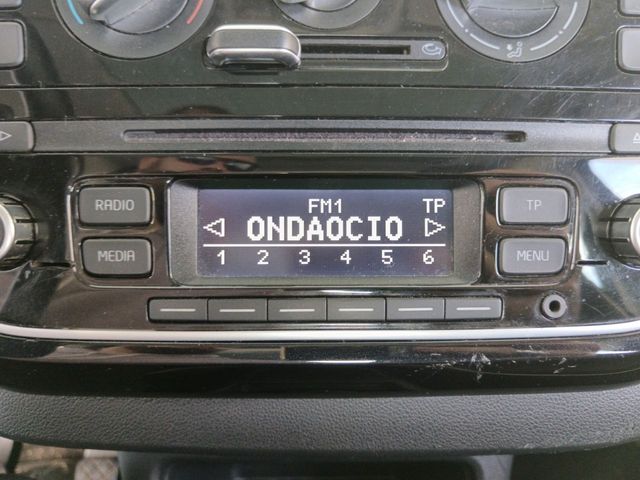 FM1 TP
ONDAOCIO
1 2 3 4 5 6
RADIO
MEDIA
TP
MENU